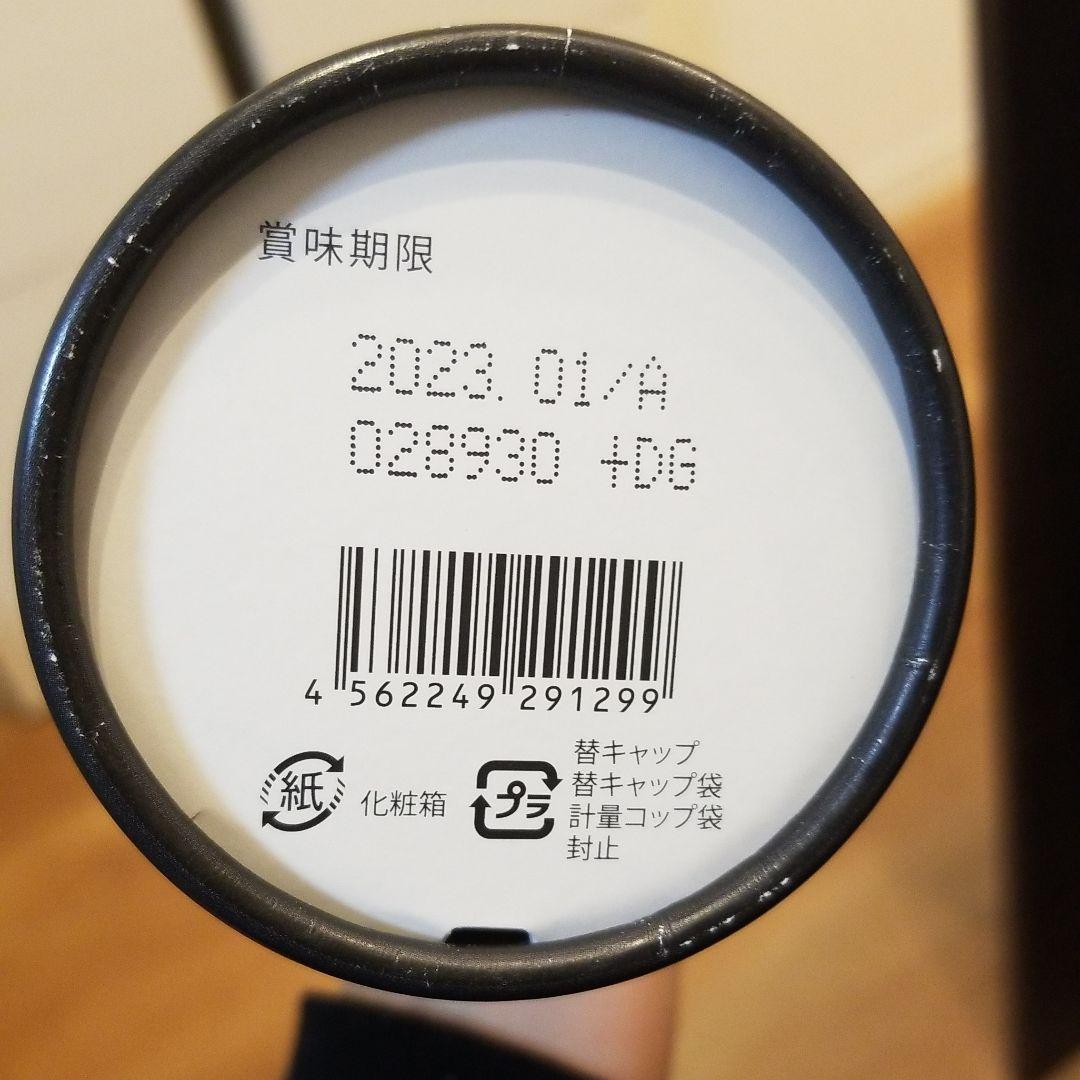 賞味期限
2023.01/A
028930 +DG
4 562249 291299
紙 化粧箱
プラ
替キャップ
替キャップ袋
計量コップ袋
封止